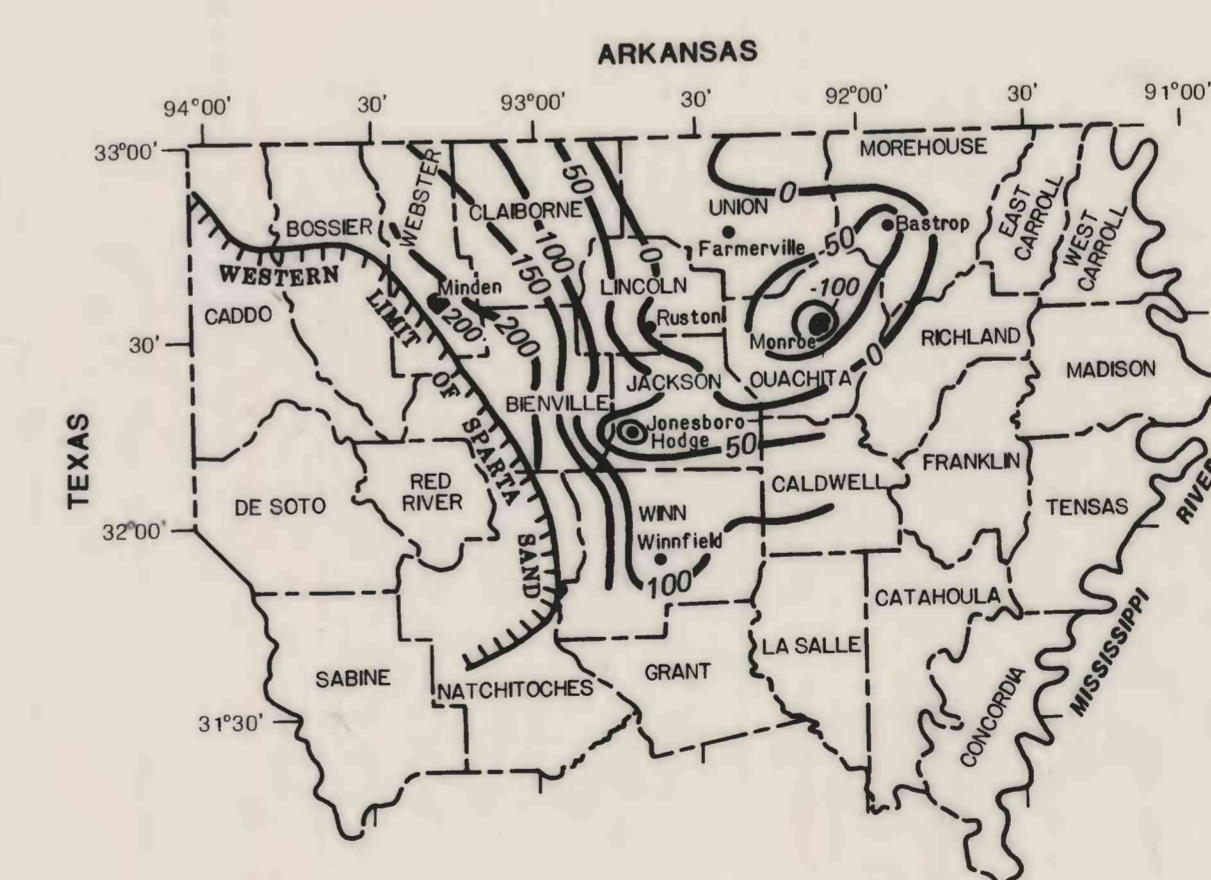 ARKANSAS
94°00'
30'
93°00'
30'
92°00'
30'
91°00'
33°00'
MOREHOUSE
WEBSTER
50
CLAIBORNE
0
UNION
EAST
CARROLL
WEST
CARROLL
BOSSIER
100
-50
Bastrop
Farmerville
WESTERN
150
0
LINCOLN
-100
Minden
CADDO
LIMIT
200
200
Ruston
Monroe
RICHLAND
30'
0
MADISON
JACKSON
OUACHITA
OF
BIENVILLE
Jonesboro
Hodge
50
TEXAS
SPARTA
FRANKLIN
RED
RIVER
CALDWELL
DE SOTO
WINN
TENSAS
RIVER
32°00'
SAND
Winnfield
100
CATAHOULA
LA SALLE
MISSISSIPPI
SABINE
NATCHITOCHES
GRANT
CONCORDIA
31°30'